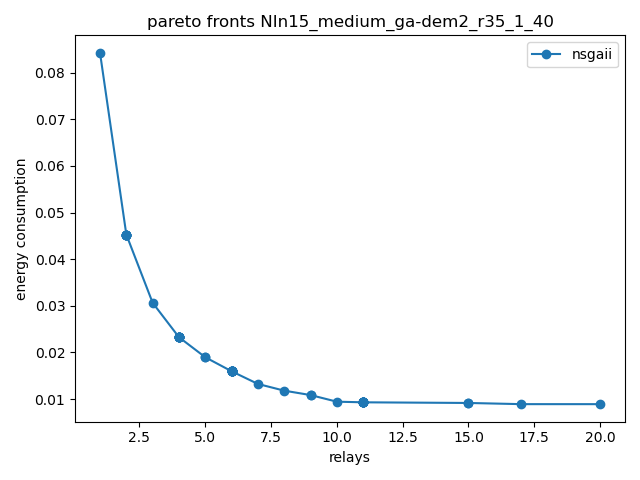 pareto fronts NIn15_medium_ga-dem2_r35_1_40
nsgaii
energy consumption
0.08
0.07
0.06
0.05
0.04
0.03
0.02
0.01
2.5 5.0 7.5 10.0 12.5 15.0 17.5 20.0
relays